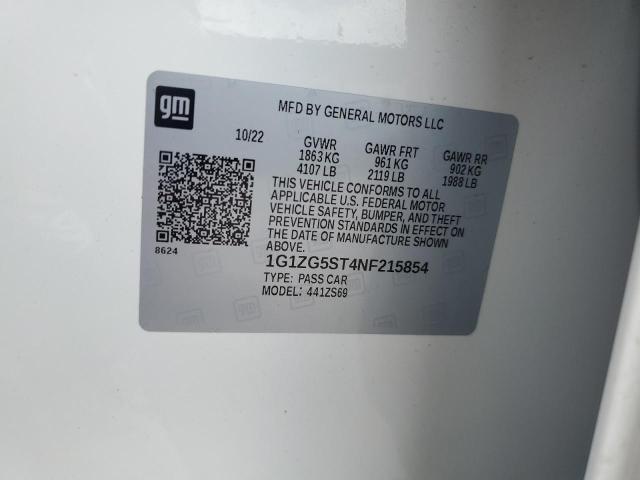 gm
MFD BY GENERAL MOTORS LLC
10/22 GVWR GAWR FRT GAWR RR
1863 KG 961 KG 902 KG
4107 LB 2119 LB 1988 LB
THIS VEHICLE CONFORMS TO ALL
APPLICABLE U.S. FEDERAL MOTOR
VEHICLE SAFETY, BUMPER, AND THEFT
PREVENTION STANDARDS IN EFFECT ON
THE DATE OF MANUFACTURE SHOWN
ABOVE.
8624
1G1ZG5ST4NF215854
TYPE: PASS CAR
MODEL: 441ZS69